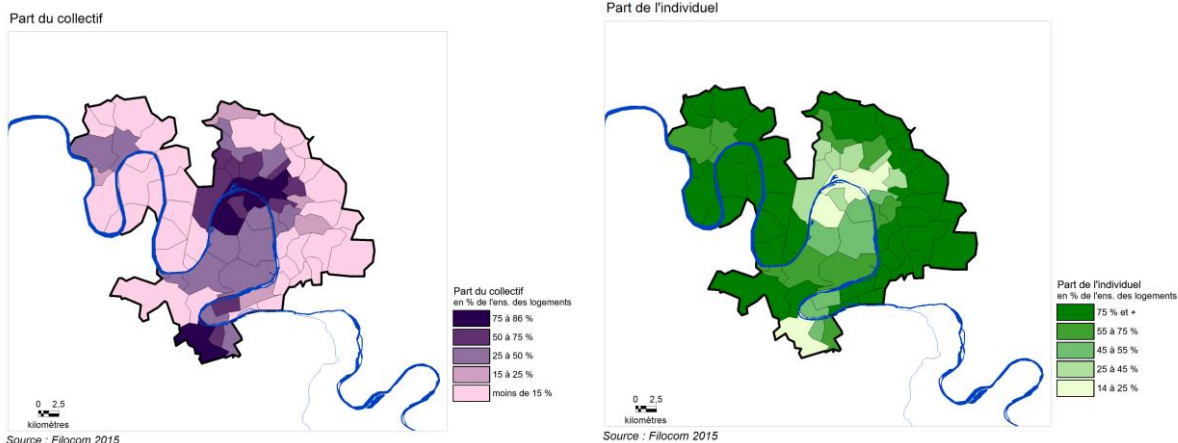 Part du collectif
Part du collectif
en % de l'ens. des logements
75 à 86 %
50 à 75 %
25 à 50 %
15 à 25 %
moins de 15 %
0 2,5
kilomètres
Source : Filocom 2015
Part de l'individuel
Part de l'individuel
en % de l'ens. des logements
75 % et +
55 à 75 %
45 à 55 %
25 à 45 %
14 à 25 %
0 2,5
kilomètres
Source : Filocom 2015